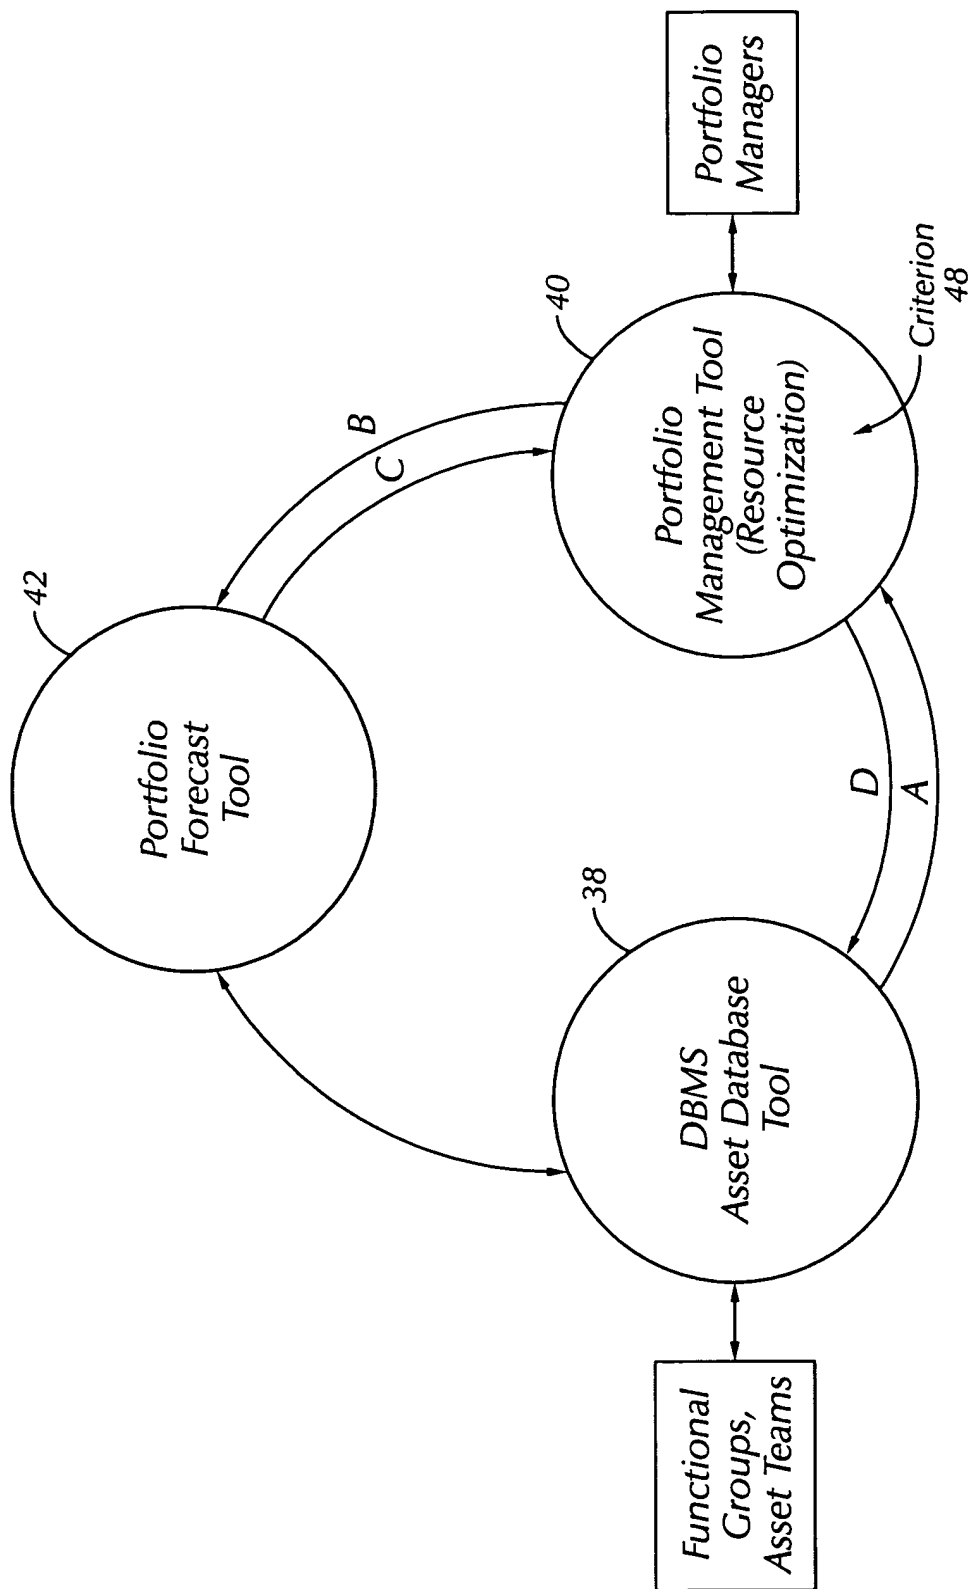 42
Portfolio
Forecast
Tool
B
C
38
40
DBMS
Asset Database
Tool
Portfolio
Management Tool
(Resource
Optimization)
Functional
Groups,
Asset Teams
Portfolio
Managers
D
A
Criterion
48